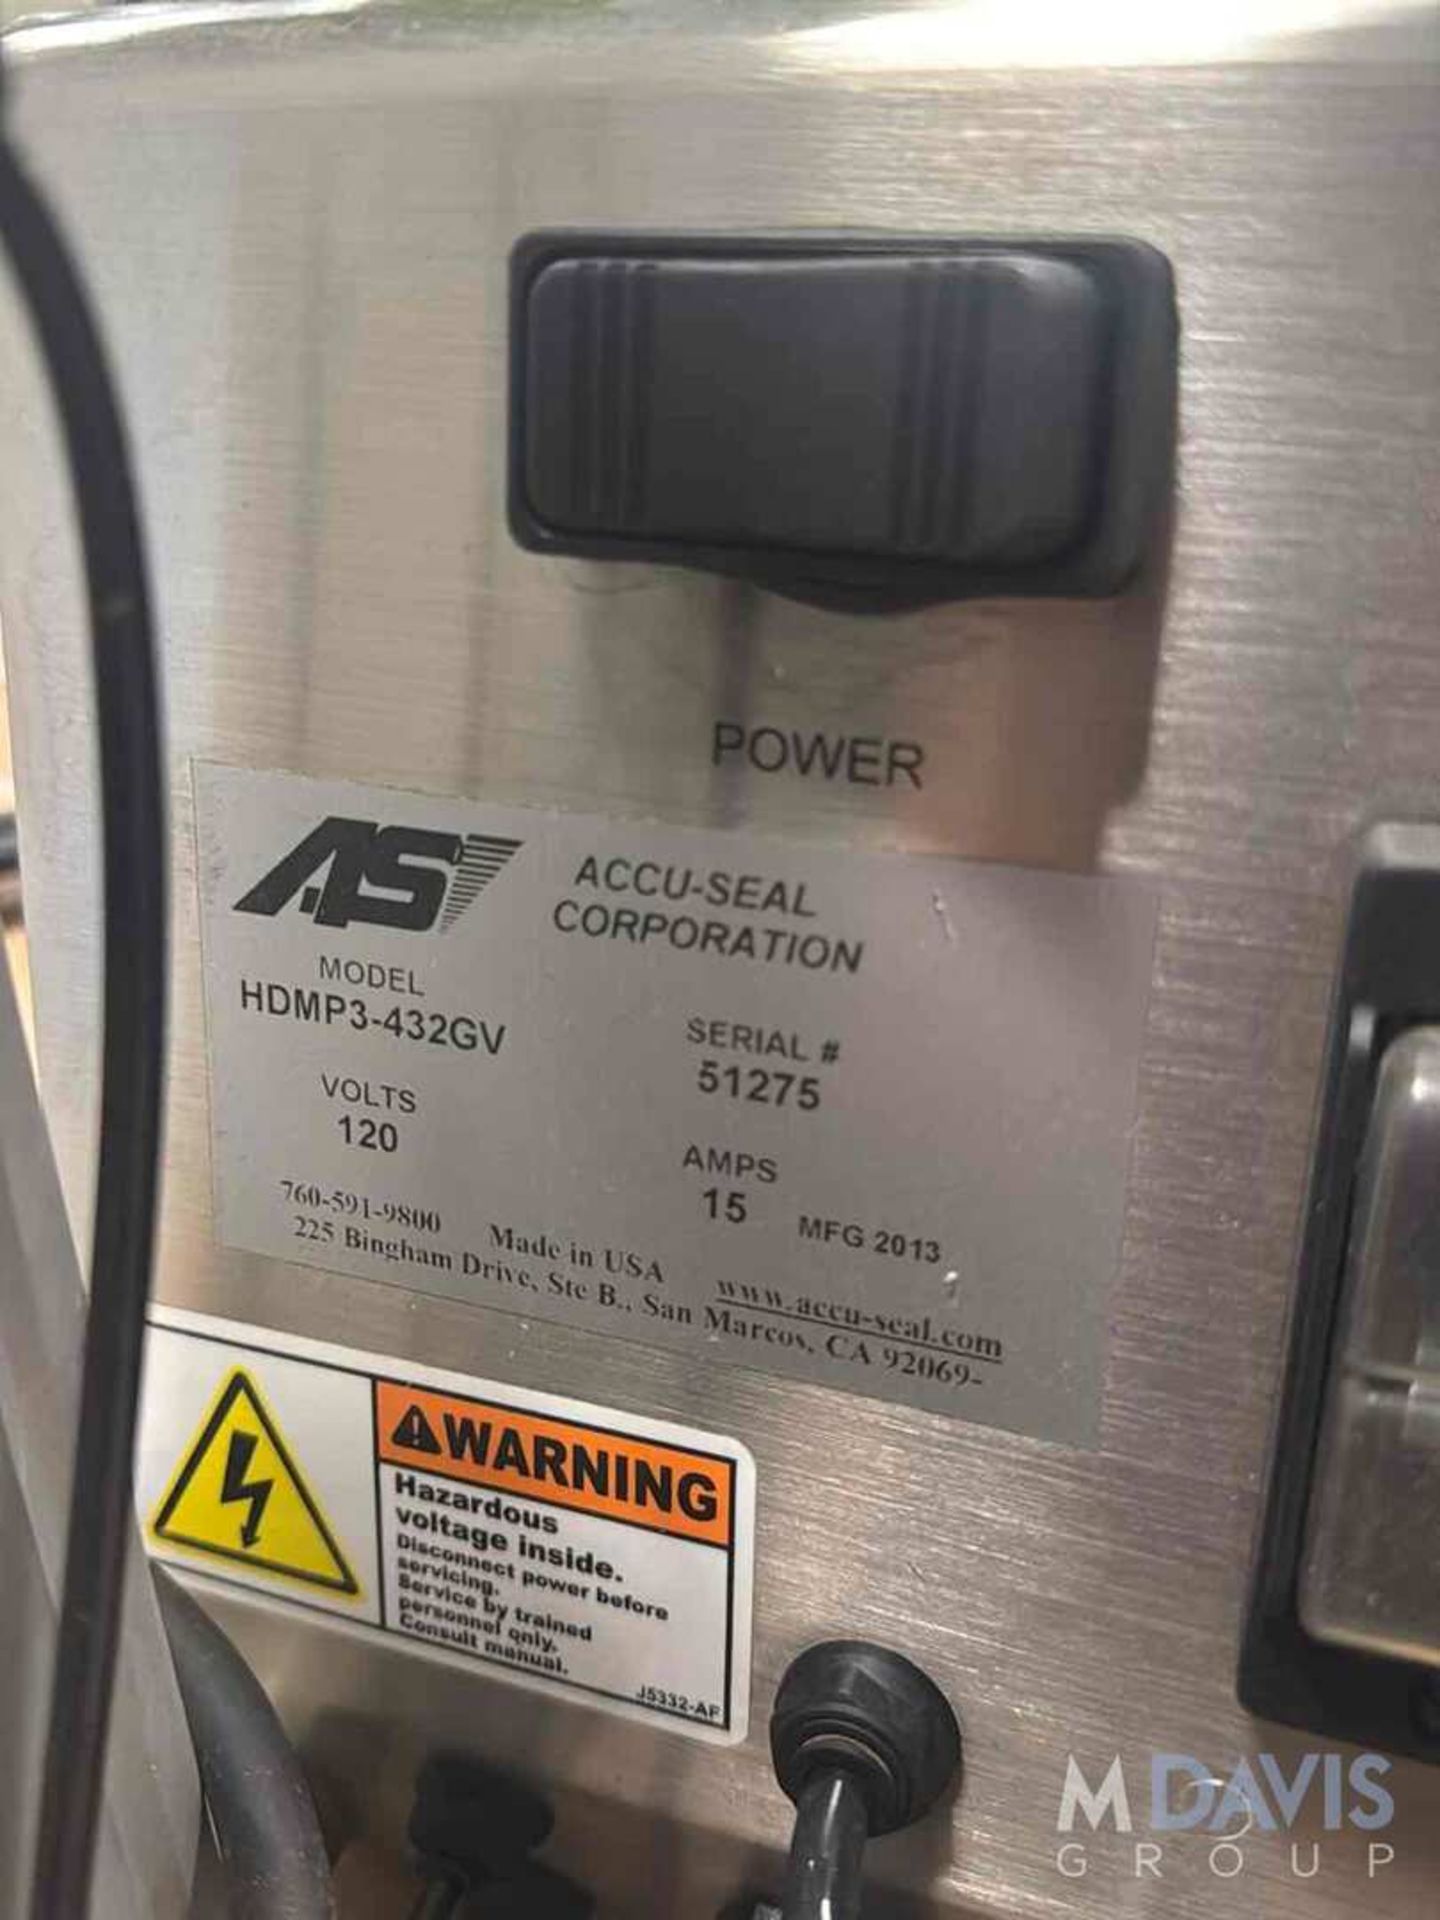 POWER
AS
ACCU-SEAL
CORPORATION
MODEL
HDMP3-432GV
SERIAL #
51275
VOLTS
120
AMPS
15
MFG 2013
760-591-9800 Made in USA www.accu-seal.com
225 Bingham Drive, Ste B., San Marcos, CA 92069-
WARNING
Hazardous
voltage inside.
Disconnect power before
servicing.
Service by trained
personnel only.
Consult manual.
J5332-AF
M DAVIS
GROUP